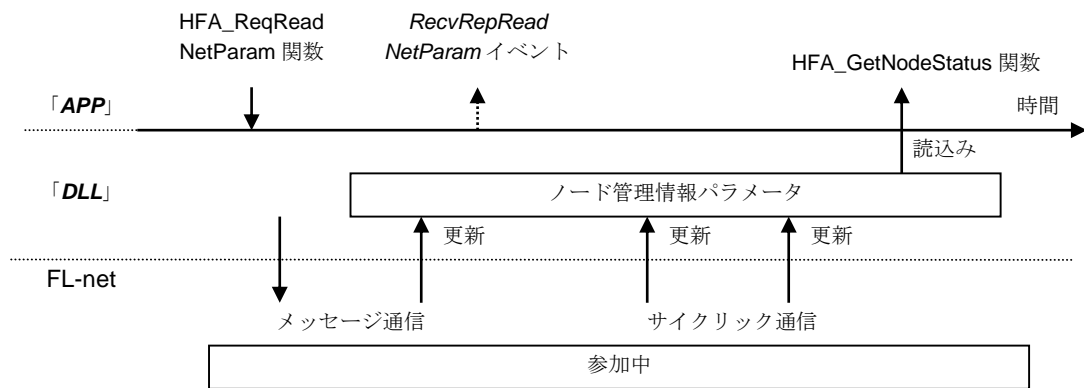 HFA_ReqRead
NetParam 関数
RecvRepRead
NetParam イベント
HFA_GetNodeStatus 関数
「APP」
時間
読込み
「DLL」
ノード管理情報パラメータ
更新
更新
更新
FL-net
メッセージ通信
サイクリック通信
参加中